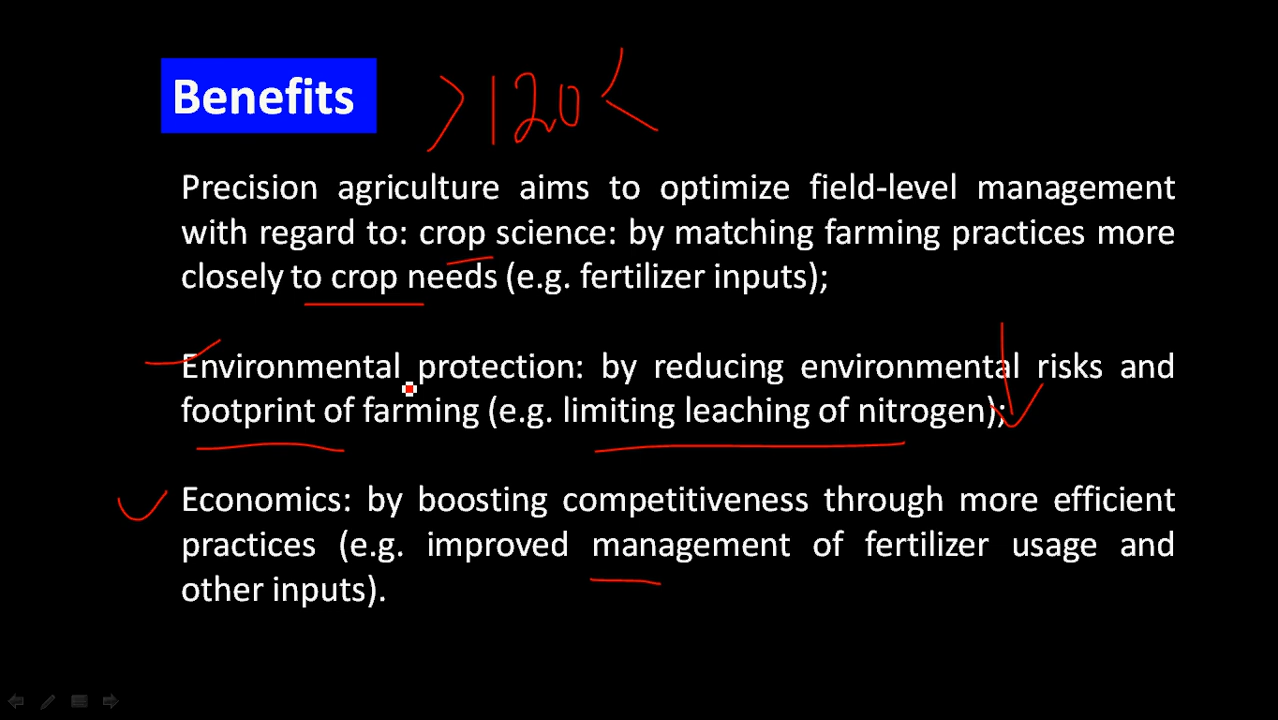 Benefits
>120<
Precision agriculture aims to optimize field-level management
with regard to: crop science: by matching farming practices more
closely to crop needs (e.g. fertilizer inputs);
Environmental protection: by reducing environmental risks and
footprint of farming (e.g. limiting leaching of nitrogen);
Economics: by boosting competitiveness through more efficient
practices (e.g. improved management of fertilizer usage and
other inputs).